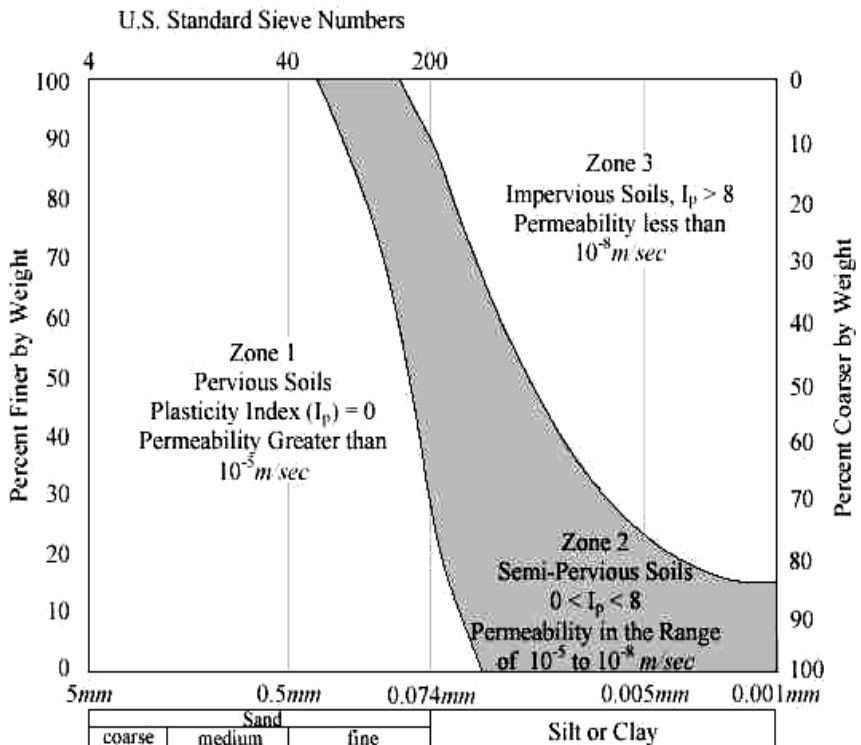 U.S. Standard Sieve Numbers
4 40 200
100 0
90 10
80 20
70 30
60 40
50 50
40 60
30 70
20 80
10 90
0 100
Percent Finer by Weight
Percent Coarser by Weight
Zone 3
Impervious Soils, Iₚ > 8
Permeability less than
10⁻⁸ m/sec
Zone 1
Pervious Soils
Plasticity Index (Iₚ) = 0
Permeability Greater than
10⁻⁵ m/sec
Zone 2
Semi-Pervious Soils
0 < Iₚ < 8
Permeability in the Range
of 10⁻⁵ to 10⁻⁸ m/sec
5mm 0.5mm 0.074mm 0.005mm 0.001mm
Sand
coarse medium fine
Silt or Clay